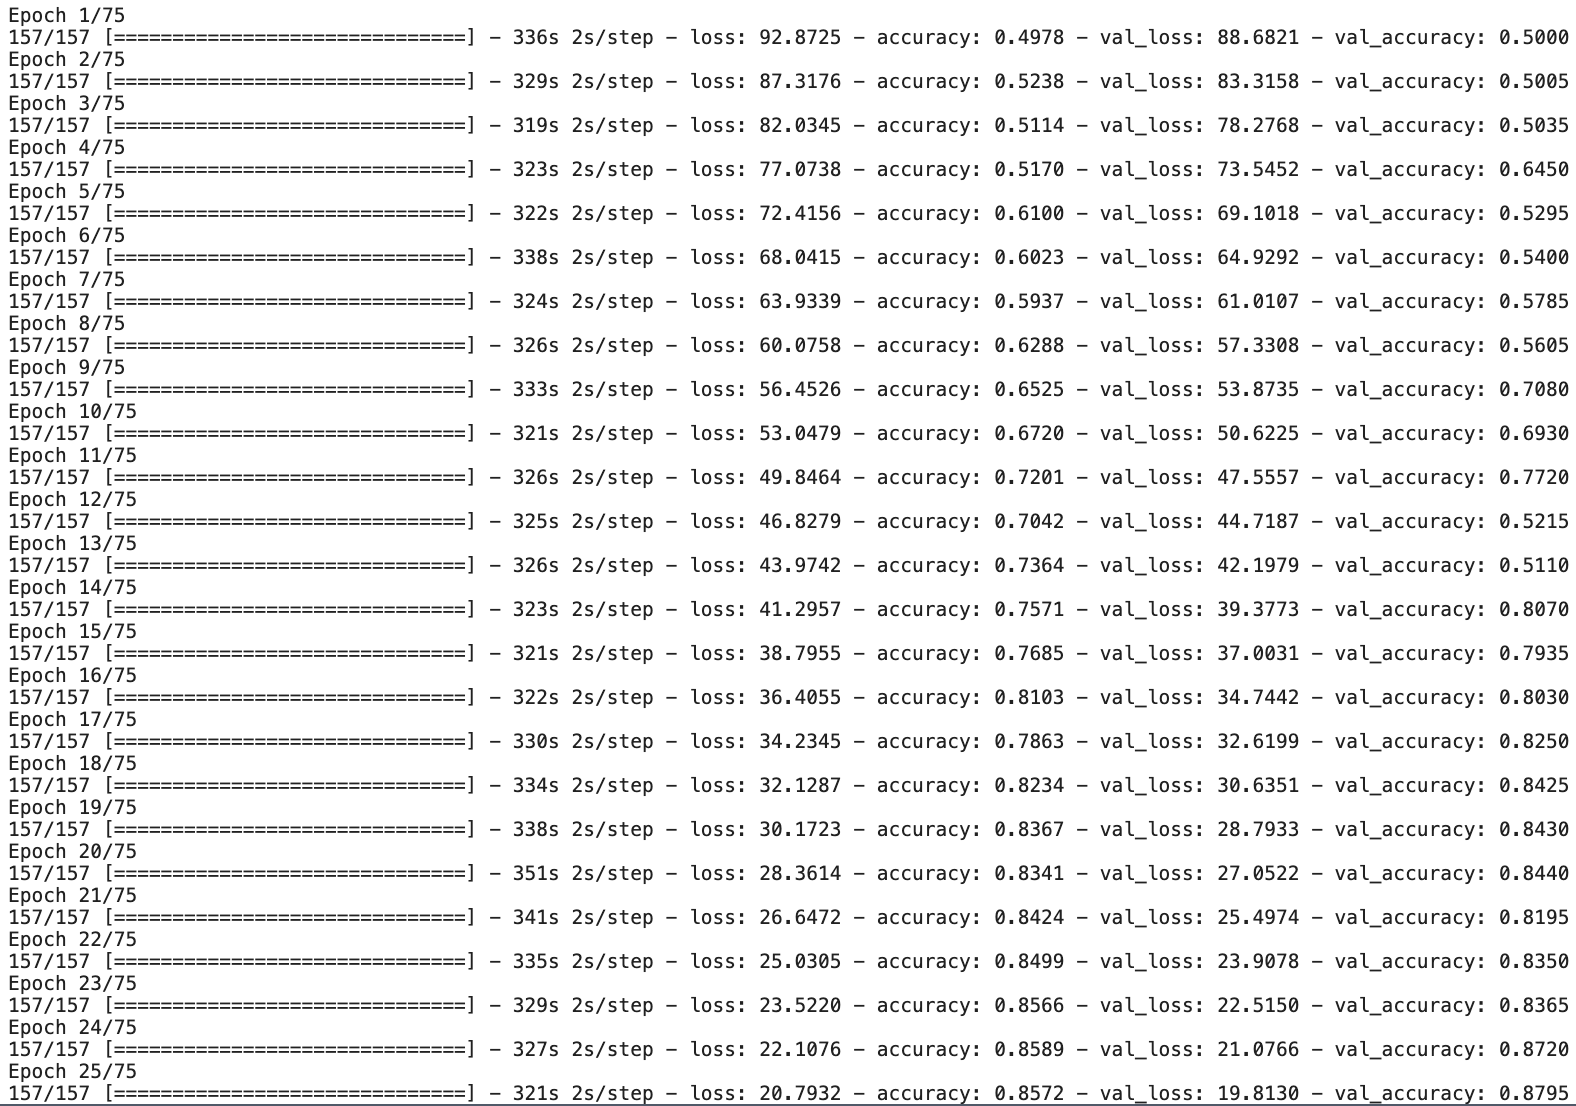 Epoch 1/75
157/157 [==============================] - 336s 2s/step - loss: 92.8725 - accuracy: 0.4978 - val_loss: 88.6821 - val_accuracy: 0.5000
Epoch 2/75
157/157 [==============================] - 329s 2s/step - loss: 87.3176 - accuracy: 0.5238 - val_loss: 83.3158 - val_accuracy: 0.5005
Epoch 3/75
157/157 [==============================] - 319s 2s/step - loss: 82.0345 - accuracy: 0.5114 - val_loss: 78.2768 - val_accuracy: 0.5035
Epoch 4/75
157/157 [==============================] - 323s 2s/step - loss: 77.0738 - accuracy: 0.5170 - val_loss: 73.5452 - val_accuracy: 0.6450
Epoch 5/75
157/157 [==============================] - 322s 2s/step - loss: 72.4156 - accuracy: 0.6100 - val_loss: 69.1018 - val_accuracy: 0.5295
Epoch 6/75
157/157 [==============================] - 338s 2s/step - loss: 68.0415 - accuracy: 0.6023 - val_loss: 64.9292 - val_accuracy: 0.5400
Epoch 7/75
157/157 [==============================] - 324s 2s/step - loss: 63.9339 - accuracy: 0.5937 - val_loss: 61.0107 - val_accuracy: 0.5785
Epoch 8/75
157/157 [==============================] - 326s 2s/step - loss: 60.0758 - accuracy: 0.6288 - val_loss: 57.3308 - val_accuracy: 0.5605
Epoch 9/75
157/157 [==============================] - 333s 2s/step - loss: 56.4526 - accuracy: 0.6525 - val_loss: 53.8735 - val_accuracy: 0.7080
Epoch 10/75
157/157 [==============================] - 321s 2s/step - loss: 53.0479 - accuracy: 0.6720 - val_loss: 50.6225 - val_accuracy: 0.6930
Epoch 11/75
157/157 [==============================] - 326s 2s/step - loss: 49.8464 - accuracy: 0.7201 - val_loss: 47.5557 - val_accuracy: 0.7720
Epoch 12/75
157/157 [==============================] - 325s 2s/step - loss: 46.8279 - accuracy: 0.7042 - val_loss: 44.7187 - val_accuracy: 0.5215
Epoch 13/75
157/157 [==============================] - 326s 2s/step - loss: 43.9742 - accuracy: 0.7364 - val_loss: 42.1979 - val_accuracy: 0.5110
Epoch 14/75
157/157 [==============================] - 323s 2s/step - loss: 41.2957 - accuracy: 0.7571 - val_loss: 39.3773 - val_accuracy: 0.8070
Epoch 15/75
157/157 [==============================] - 321s 2s/step - loss: 38.7955 - accuracy: 0.7685 - val_loss: 37.0031 - val_accuracy: 0.7935
Epoch 16/75
157/157 [==============================] - 322s 2s/step - loss: 36.4055 - accuracy: 0.8103 - val_loss: 34.7442 - val_accuracy: 0.8030
Epoch 17/75
157/157 [==============================] - 330s 2s/step - loss: 34.2345 - accuracy: 0.7863 - val_loss: 32.6199 - val_accuracy: 0.8250
Epoch 18/75
157/157 [==============================] - 334s 2s/step - loss: 32.1287 - accuracy: 0.8234 - val_loss: 30.6351 - val_accuracy: 0.8425
Epoch 19/75
157/157 [==============================] - 338s 2s/step - loss: 30.1723 - accuracy: 0.8367 - val_loss: 28.7933 - val_accuracy: 0.8430
Epoch 20/75
157/157 [==============================] - 351s 2s/step - loss: 28.3614 - accuracy: 0.8341 - val_loss: 27.0522 - val_accuracy: 0.8440
Epoch 21/75
157/157 [==============================] - 341s 2s/step - loss: 26.6472 - accuracy: 0.8424 - val_loss: 25.4974 - val_accuracy: 0.8195
Epoch 22/75
157/157 [==============================] - 335s 2s/step - loss: 25.0305 - accuracy: 0.8499 - val_loss: 23.9078 - val_accuracy: 0.8350
Epoch 23/75
157/157 [==============================] - 329s 2s/step - loss: 23.5220 - accuracy: 0.8566 - val_loss: 22.5150 - val_accuracy: 0.8365
Epoch 24/75
157/157 [==============================] - 327s 2s/step - loss: 22.1076 - accuracy: 0.8589 - val_loss: 21.0766 - val_accuracy: 0.8720
Epoch 25/75
157/157 [==============================] - 321s 2s/step - loss: 20.7932 - accuracy: 0.8572 - val_loss: 19.8130 - val_accuracy: 0.8795